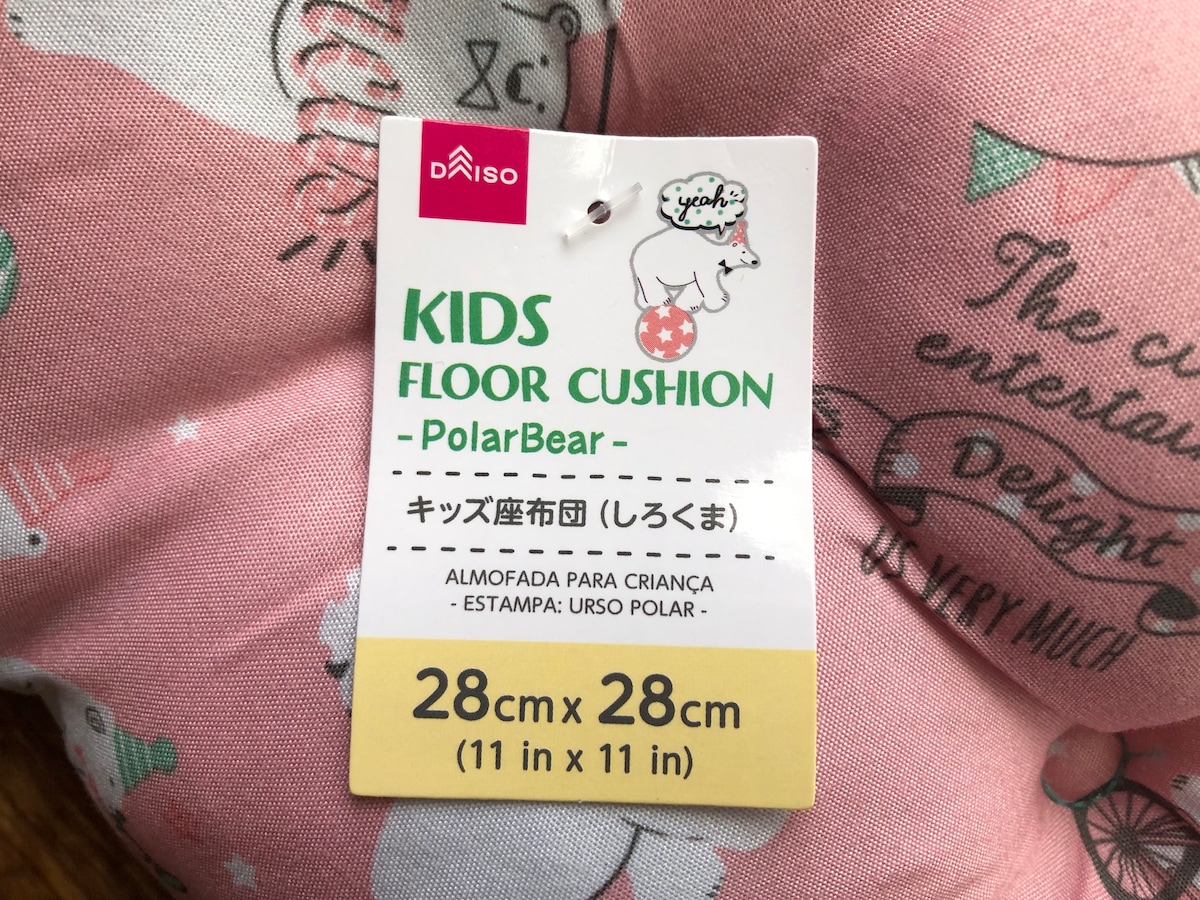 DAISO
yeah
KIDS
FLOOR CUSHION
- PolarBear -
キッズ座布団 (しろくま)
ALMOFADA PARA CRIANÇA
- ESTAMPA: URSO POLAR -
28cm x 28cm
(11 in x 11 in)
The
Delight
US VERY MUCH